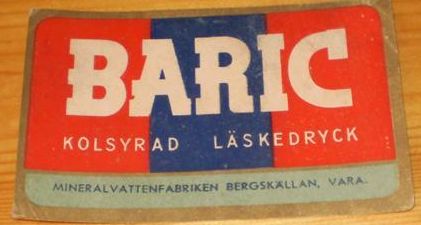 BARIC
KOLSYRAD LÄSKEDRYCK
MINERALVATTENFABRIKEN BERGSKÄLLAN, VARA.